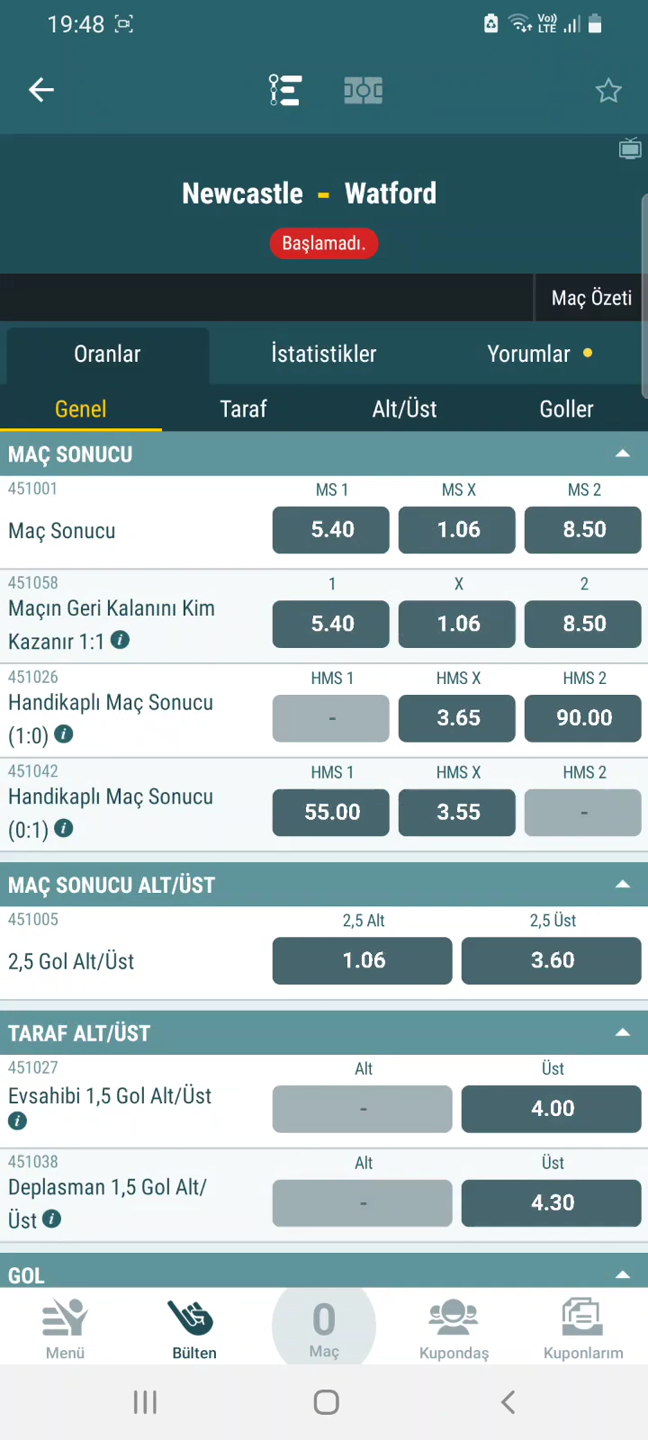 19:48
Vo)) LTE
Newcastle - Watford
Başlamadı.
Maç Özeti
Oranlar İstatistikler Yorumlar
Genel Taraf Alt/Üst Goller
MAÇ SONUCU
451001 MS 1 MS X MS 2
Maç Sonucu 5.40 1.06 8.50
451058 1 X 2
Maçın Geri Kalanını Kim
Kazanır 1:1 5.40 1.06 8.50
451026 HMS 1 HMS X HMS 2
Handikaplı Maç Sonucu
(1:0) - 3.65 90.00
451042 HMS 1 HMS X HMS 2
Handikaplı Maç Sonucu
(0:1) 55.00 3.55 -
MAÇ SONUCU ALT/ÜST
451005 2,5 Alt 2,5 Üst
2,5 Gol Alt/Üst 1.06 3.60
TARAF ALT/ÜST
451027 Alt Üst
Evsahibi 1,5 Gol Alt/Üst - 4.00
451038 Alt Üst
Deplasman 1,5 Gol Alt/
Üst - 4.30
GOL
0
Menü Bülten Maç Kupondaş Kuponlarım